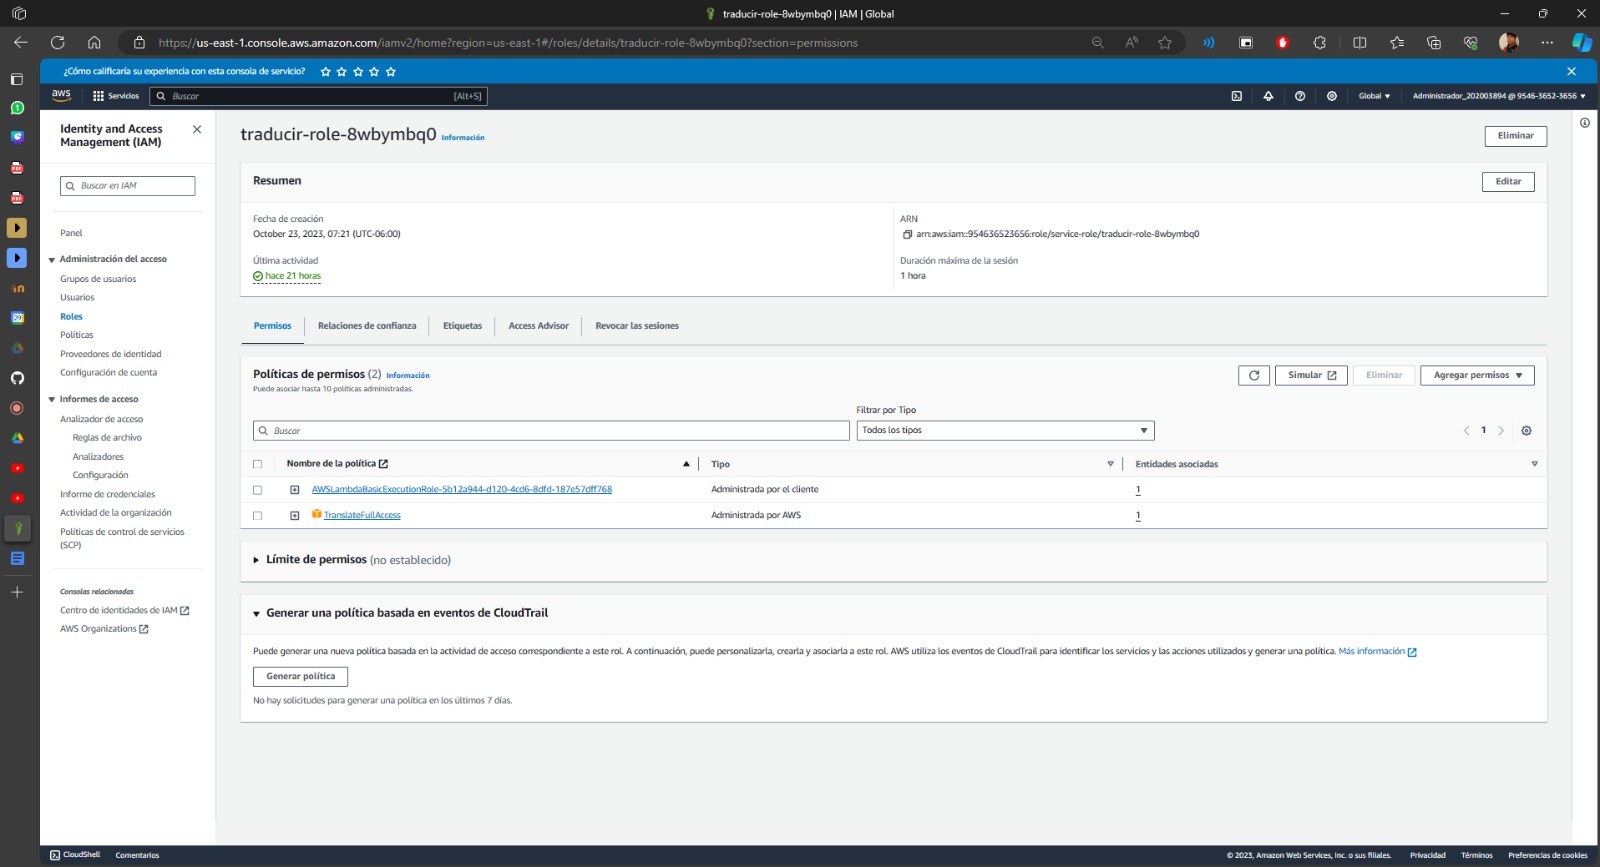 traducir-role-8wbymbq0 | IAM | Global
https://us-east-1.console.aws.amazon.com/iamv2/home?region=us-east-1#/roles/details/traducir-role-8wbymbq0?section=permissions
¿Cómo calificaría su experiencia con esta consola de servicio?
aws
Servicios
Buscar
[Alt+S]
Global
Administrador_202003894 @ 9546-3652-3656
Identity and Access Management (IAM)
Buscar en IAM
Panel
Administración del acceso
Grupos de usuarios
Usuarios
Roles
Políticas
Proveedores de identidad
Configuración de cuenta
Informes de acceso
Analizador de acceso
Reglas de archivo
Analizadores
Configuración
Informe de credenciales
Actividad de la organización
Políticas de control de servicios (SCP)
Consolas relacionadas
Centro de identidades de IAM
AWS Organizations
traducir-role-8wbymbq0 Información
Eliminar
Resumen
Editar
Fecha de creación
October 23, 2023, 07:21 (UTC-06:00)
Última actividad
hace 21 horas
ARN
arn:aws:iam::954636523656:role/service-role/traducir-role-8wbymbq0
Duración máxima de la sesión
1 hora
Permisos
Relaciones de confianza
Etiquetas
Access Advisor
Revocar las sesiones
Políticas de permisos (2) Información
Puede asociar hasta 10 políticas administradas.
Simular
Eliminar
Agregar permisos
Filtrar por Tipo
Buscar
Todos los tipos
1
Nombre de la política
Tipo
Entidades asociadas
AWSLambdaBasicExecutionRole-5b12a944-d120-4cd6-8dfd-187e57dff768
Administrada por el cliente
1
TranslateFullAccess
Administrada por AWS
1
Límite de permisos (no establecido)
Generar una política basada en eventos de CloudTrail
Puede generar una nueva política basada en la actividad de acceso correspondiente a este rol. A continuación, puede personalizarla, crearla y asociarla a este rol. AWS utiliza los eventos de CloudTrail para identificar los servicios y las acciones utilizados y generar una política. Más información
Generar política
No hay solicitudes para generar una política en los últimos 7 días.
CloudShell
Comentarios
© 2023, Amazon Web Services, Inc. o sus filiales.
Privacidad
Términos
Preferencias de cookies